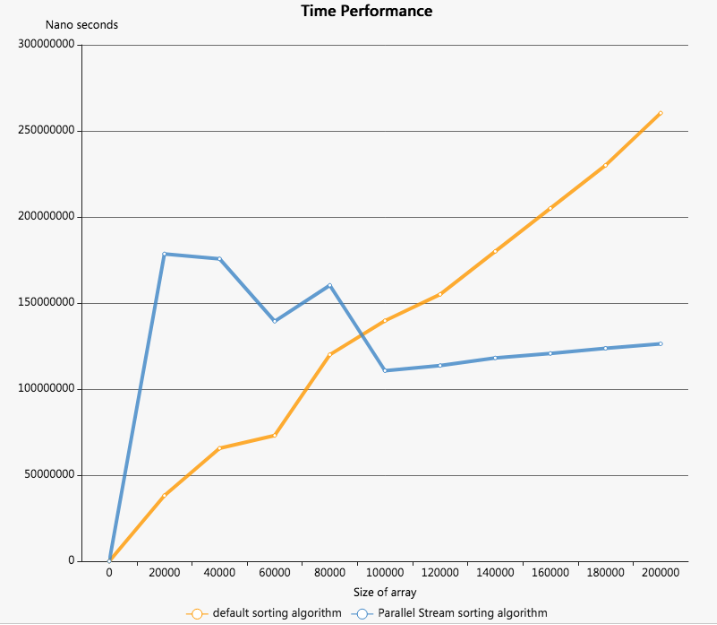 Time Performance
Nano seconds
300000000
250000000
200000000
150000000
100000000
50000000
0
0 20000 40000 60000 80000 100000 120000 140000 160000 180000 200000
Size of array
default sorting algorithm Parallel Stream sorting algorithm